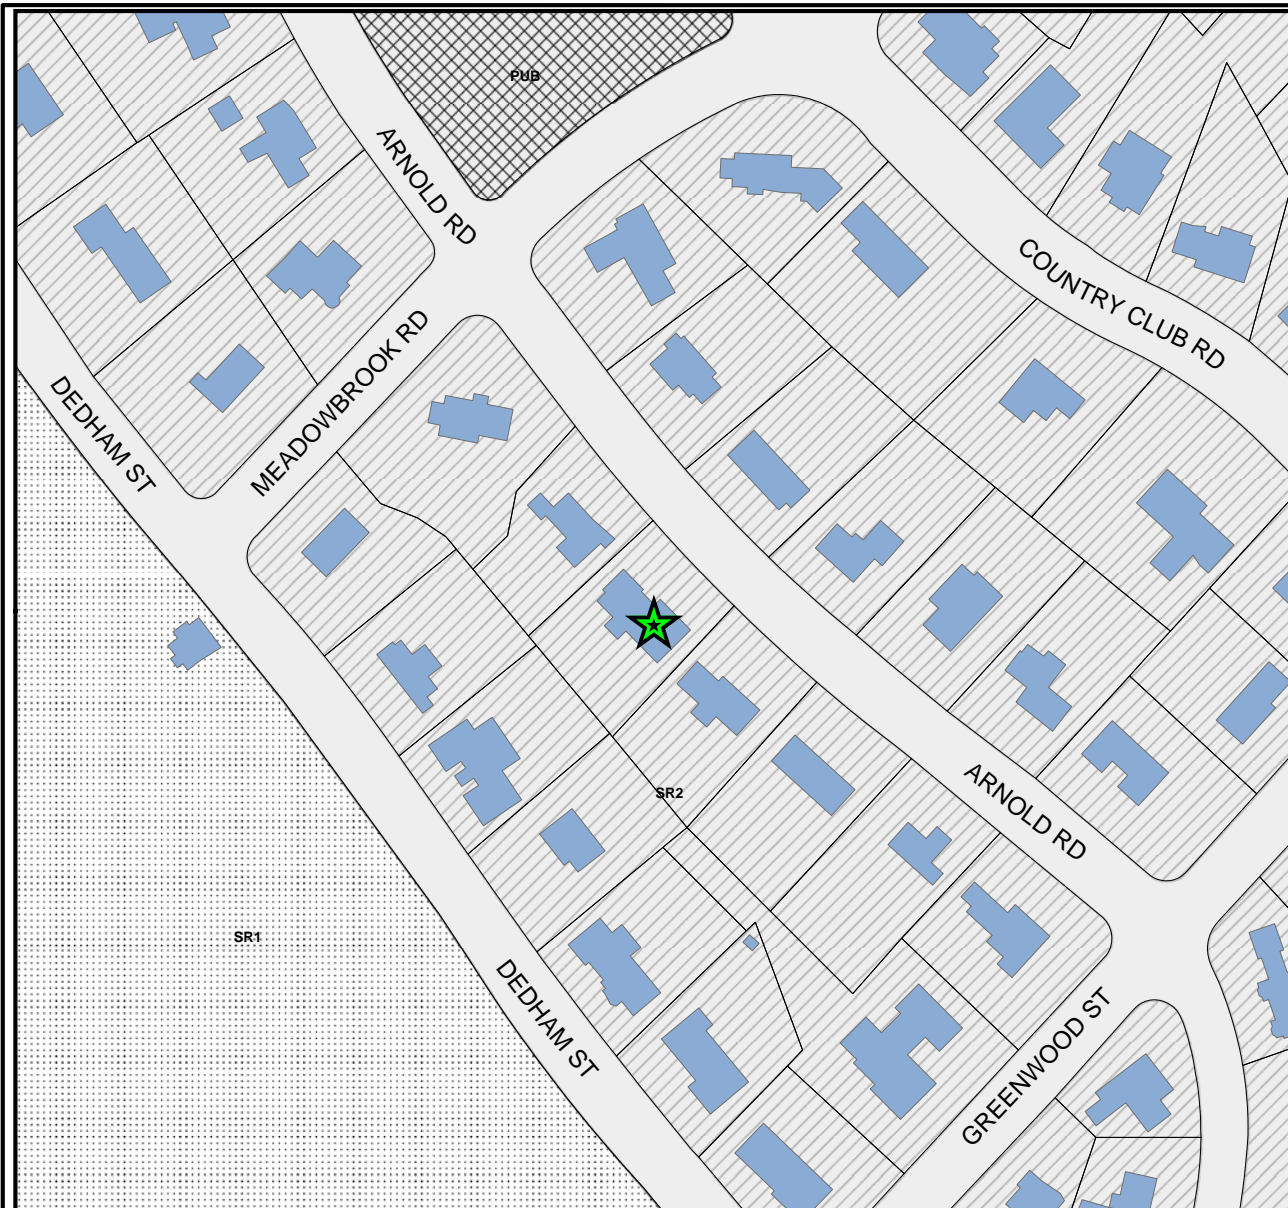 PUB
ARNOLD RD
COUNTRY CLUB RD
MEADOWBROOK RD
DEDHAM ST
SR2
ARNOLD RD
SR1
DEDHAM ST
GREENWOOD ST